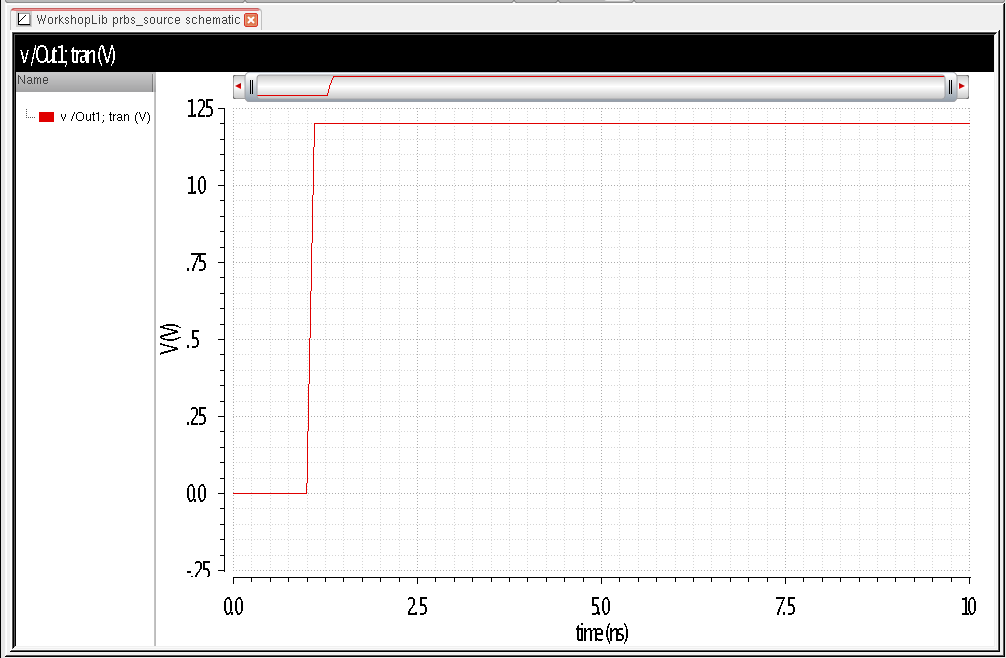 WorkshopLib prbs_source schematic
v /Out1; tran (V)
Name
v /Out1; tran (V)
1.25
1.0
.75
.5
.25
0.0
-.25
V (V)
0.0 2.5 5.0 7.5 10
time (ns)